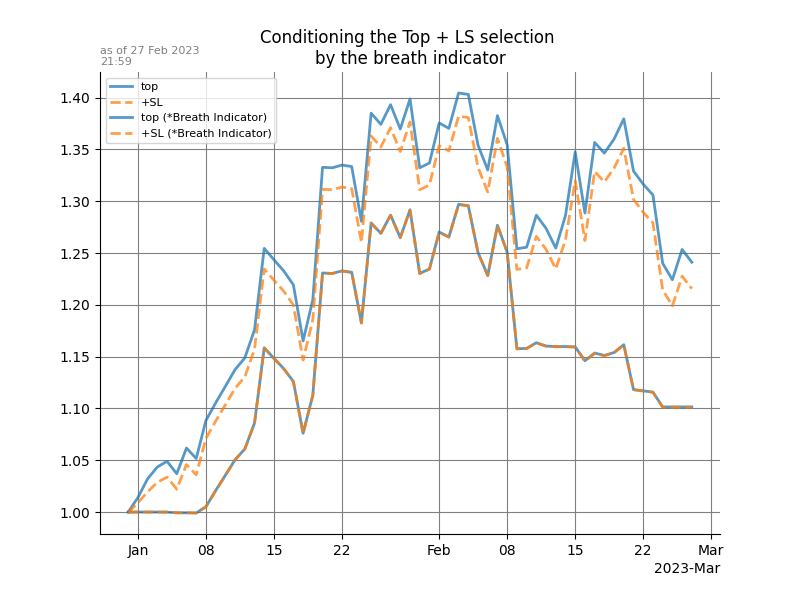 Conditioning the Top + LS selection
by the breath indicator
as of 27 Feb 2023
21:59
top
+SL
top (*Breath Indicator)
+SL (*Breath Indicator)
1.40
1.35
1.30
1.25
1.20
1.15
1.10
1.05
1.00
Jan 08 15 22 Feb 08 15 22 Mar
2023-Mar